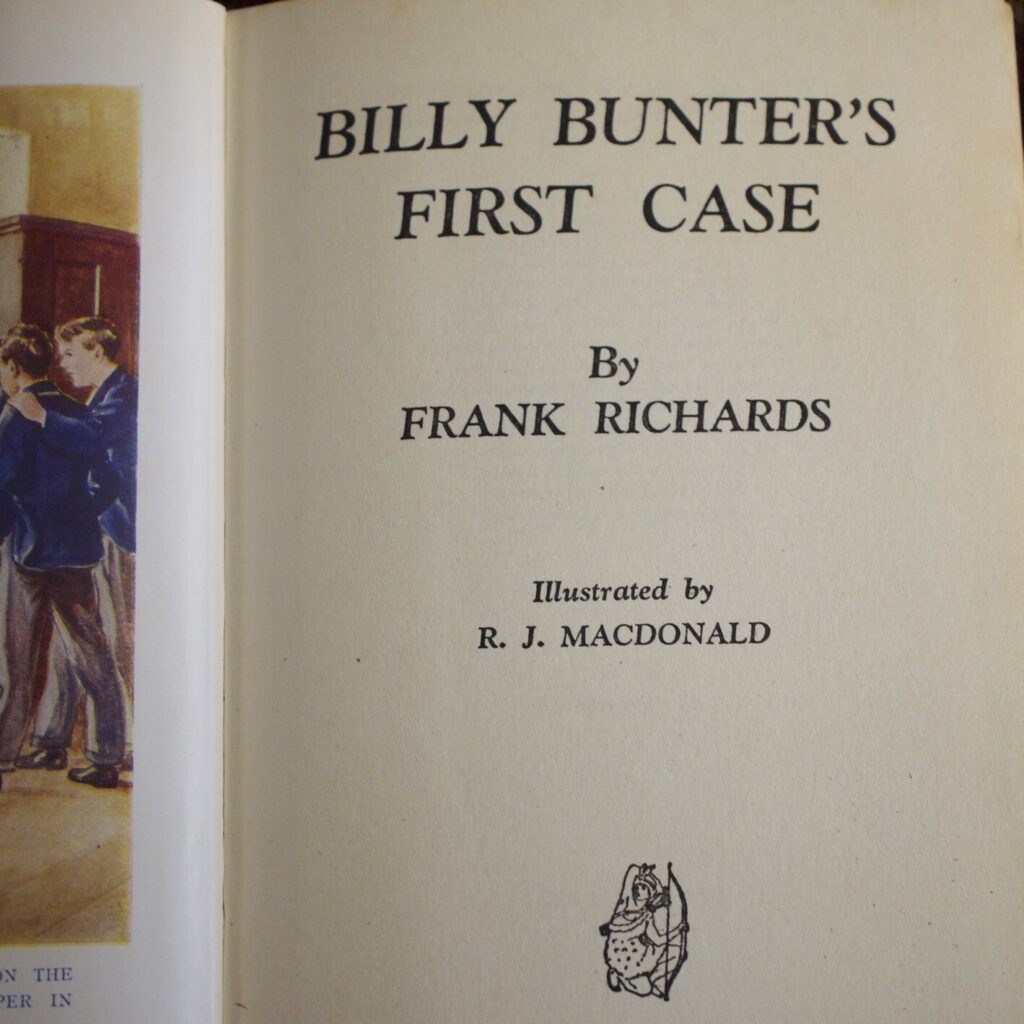 BILLY BUNTER'S
FIRST CASE
By
FRANK RICHARDS
Illustrated by
R. J. MACDONALD
ON THE
PER IN